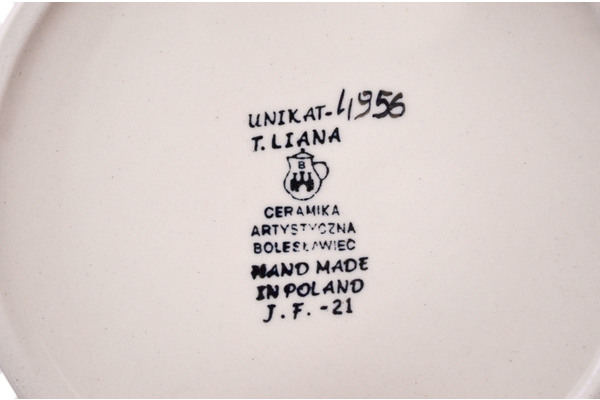 UNIKAT-4956
T. LIANA
B
CERAMIKA
ARTYSTYCZNA
BOLESŁAWIEC
HAND MADE
IN POLAND
J. F. -21